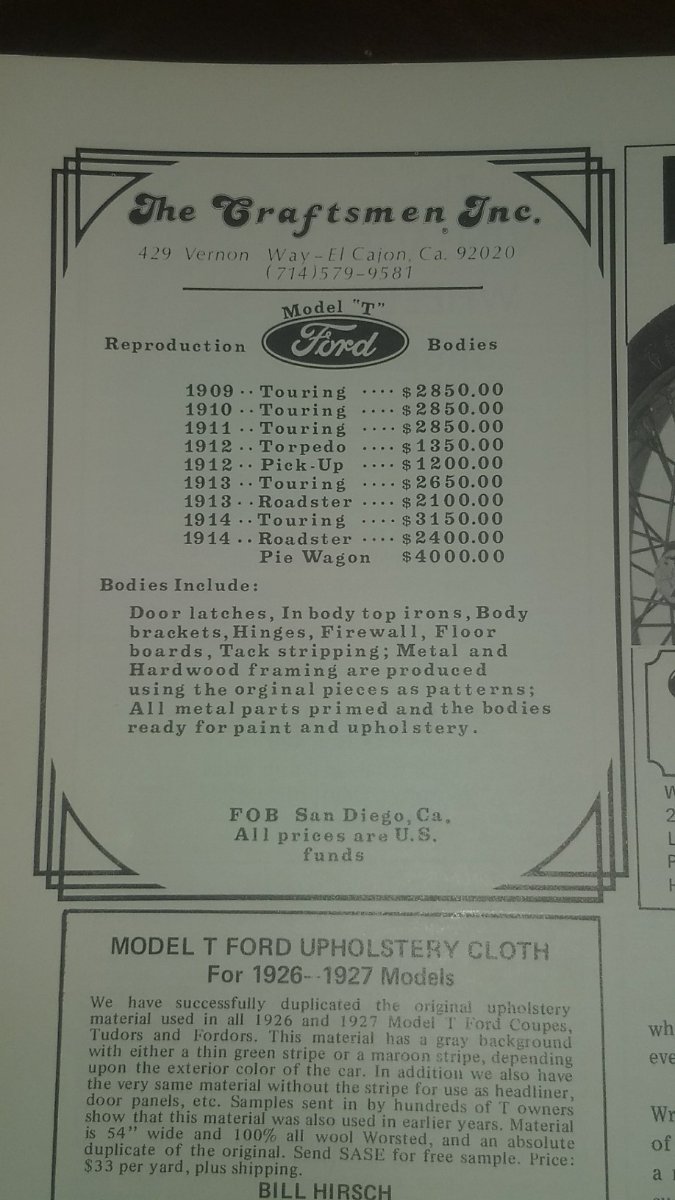 The Craftsmen Inc.
®
429 Vernon Way-El Cajon, Ca. 92020
(714)579-9581
Model "T"
Reproduction Ford Bodies
1909 ·· Touring ···· $2850.00
1910 ·· Touring ···· $2850.00
1911 ·· Touring ···· $2850.00
1912 ·· Torpedo ···· $1350.00
1912 ·· Pick-Up ···· $1200.00
1913 ·· Touring ···· $2650.00
1913 ·· Roadster ···· $2100.00
1914 ·· Touring ···· $3150.00
1914 ·· Roadster ···· $2400.00
Pie Wagon $4000.00
Bodies Include:
Door latches, In body top irons, Body
brackets, Hinges, Firewall, Floor
boards, Tack stripping; Metal and
Hardwood framing are produced
using the orginal pieces as patterns;
All metal parts primed and the bodies
ready for paint and upholstery.
FOB San Diego, Ca.
All prices are U.S.
funds
MODEL T FORD UPHOLSTERY CLOTH
For 1926--1927 Models
We have successfully duplicated the original upholstery
material used in all 1926 and 1927 Model T Ford Coupes,
Tudors and Fordors. This material has a gray background
with either a thin green stripe or a maroon stripe, depending
upon the exterior color of the car. In addition we also have
the very same material without the stripe for use as headliner,
door panels, etc. Samples sent in by hundreds of T owners
show that this material was also used in earlier years. Material
is 54" wide and 100% all wool Worsted, and an absolute
duplicate of the original. Send SASE for free sample. Price:
$33 per yard, plus shipping.
BILL HIRSCH